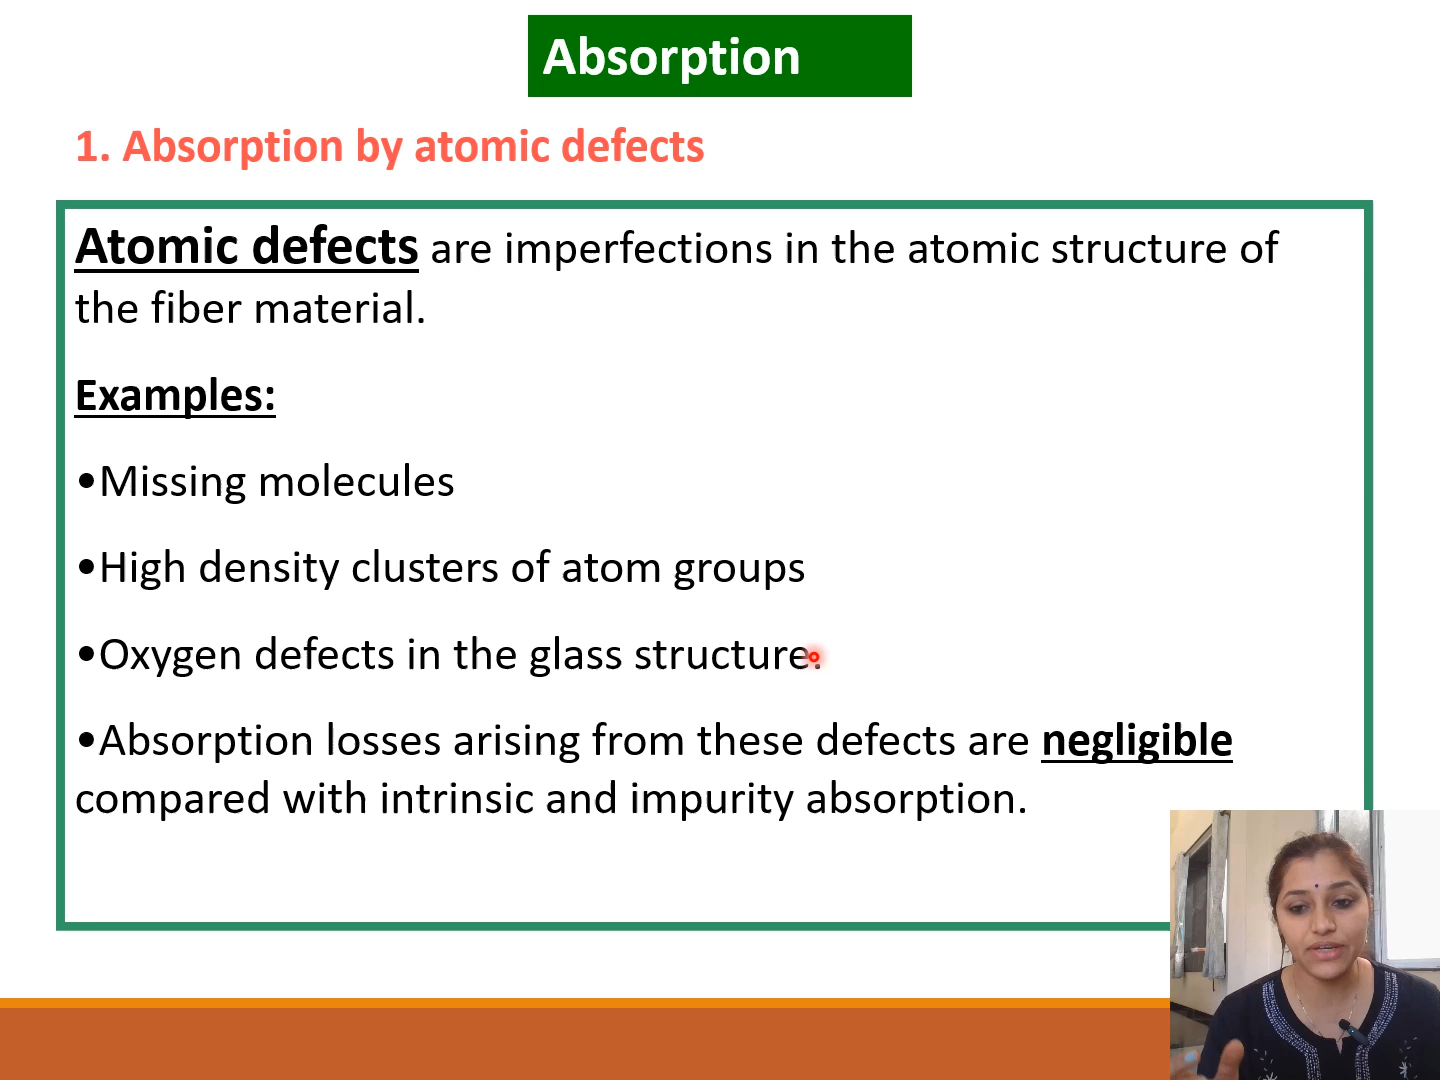 Absorption
1. Absorption by atomic defects
Atomic defects are imperfections in the atomic structure of
the fiber material.
Examples:
•Missing molecules
•High density clusters of atom groups
•Oxygen defects in the glass structure.
•Absorption losses arising from these defects are negligible
compared with intrinsic and impurity absorption.